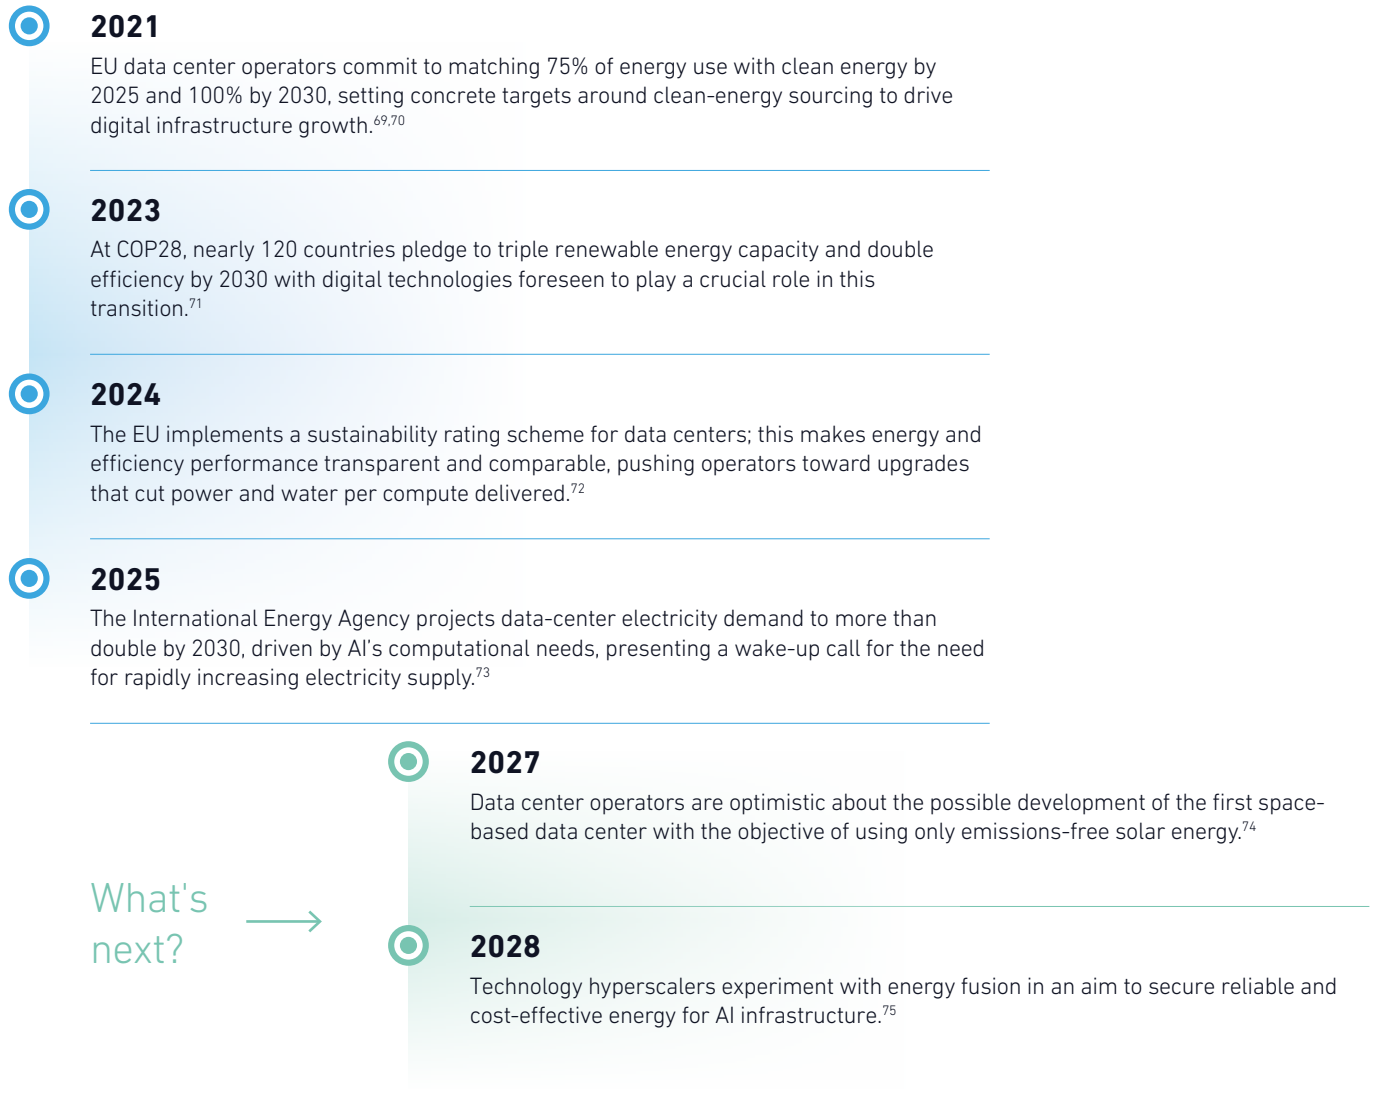 2021
EU data center operators commit to matching 75% of energy use with clean energy by
2025 and 100% by 2030, setting concrete targets around clean-energy sourcing to drive
digital infrastructure growth.69,70
2023
At COP28, nearly 120 countries pledge to triple renewable energy capacity and double
efficiency by 2030 with digital technologies foreseen to play a crucial role in this
transition.71
2024
The EU implements a sustainability rating scheme for data centers; this makes energy and
efficiency performance transparent and comparable, pushing operators toward upgrades
that cut power and water per compute delivered.72
2025
The International Energy Agency projects data-center electricity demand to more than
double by 2030, driven by AI's computational needs, presenting a wake-up call for the need
for rapidly increasing electricity supply.73
What's
next?
2027
Data center operators are optimistic about the possible development of the first space-
based data center with the objective of using only emissions-free solar energy.74
2028
Technology hyperscalers experiment with energy fusion in an aim to secure reliable and
cost-effective energy for AI infrastructure.75